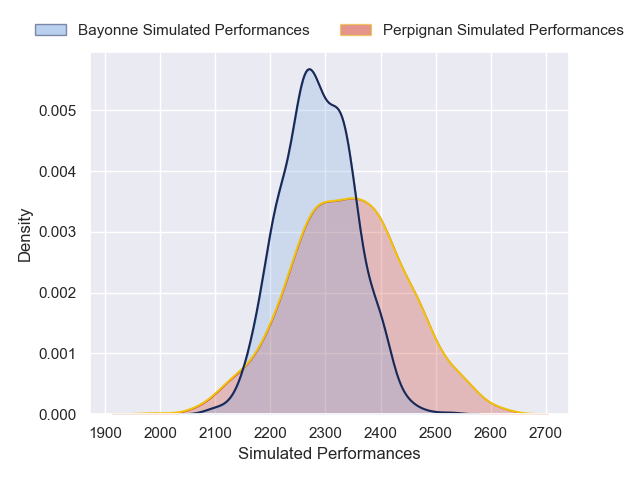 Bayonne Simulated Performances
Perpignan Simulated Performances
Density
0.005
0.004
0.003
0.002
0.001
0.000
1900 2000 2100 2200 2300 2400 2500 2600 2700
Simulated Performances